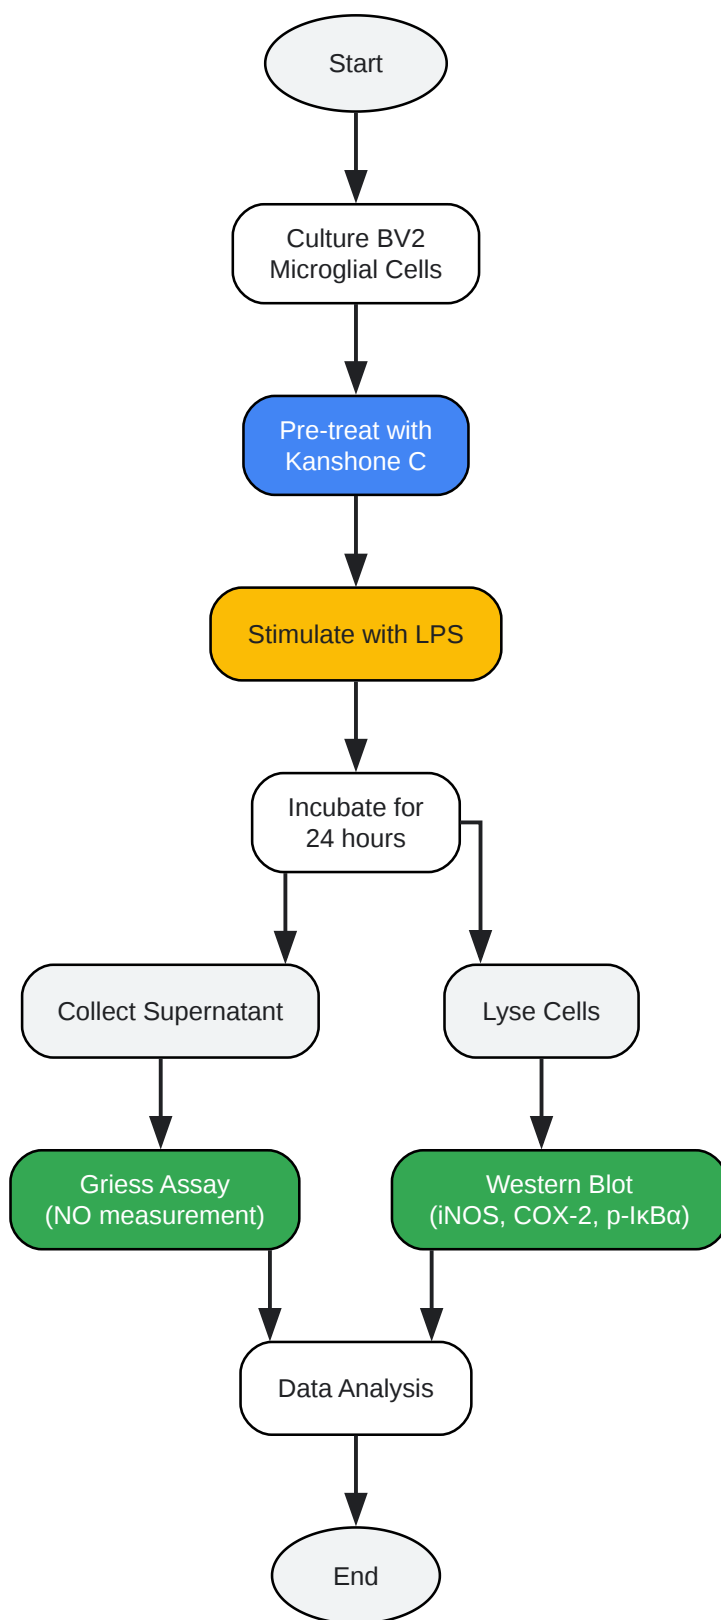 Start
Culture BV2
Microglial Cells
Pre-treat with
Kanshone C
Stimulate with LPS
Incubate for
24 hours
Collect Supernatant
Lyse Cells
Griess Assay
(NO measurement)
Western Blot
(iNOS, COX-2, p-IκBα)
Data Analysis
End